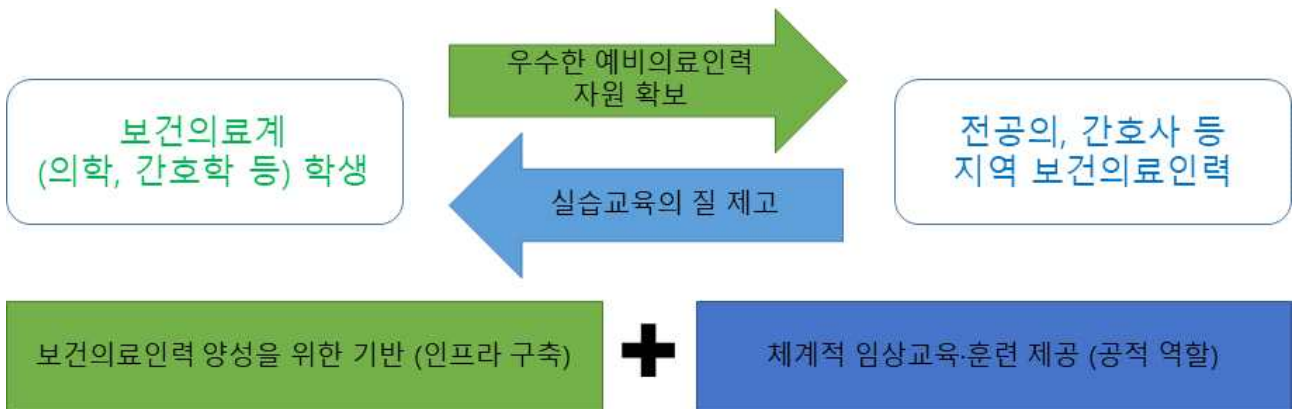 우수한 예비의료인력
자원 확보
보건의료계
(의학, 간호학 등) 학생
전공의, 간호사 등
지역 보건의료인력
실습교육의 질 제고
보건의료인력 양성을 위한 기반 (인프라 구축)
체계적 임상교육·훈련 제공 (공적 역할)